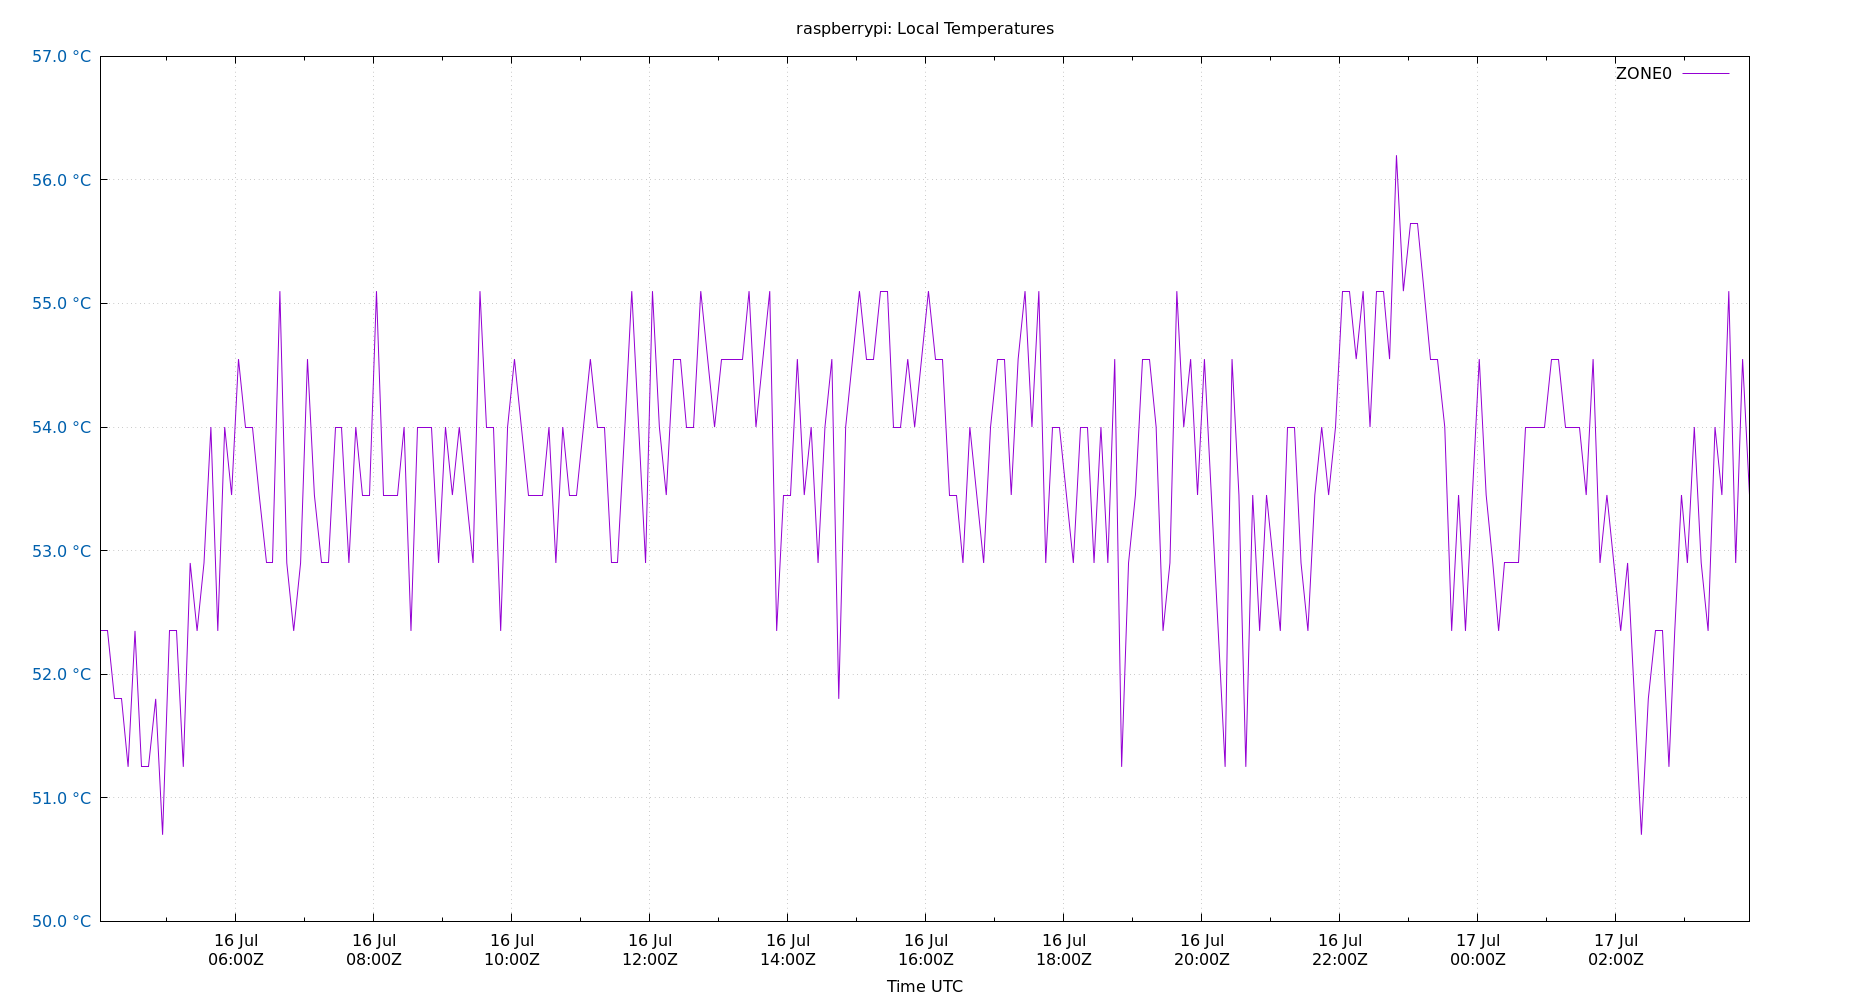 raspberrypi: Local Temperatures
57.0 °C
ZONE0
56.0 °C
55.0 °C
54.0 °C
53.0 °C
52.0 °C
51.0 °C
50.0 °C
16 Jul 16 Jul 16 Jul 16 Jul 16 Jul 16 Jul 16 Jul 16 Jul 16 Jul 17 Jul 17 Jul
06:00Z 08:00Z 10:00Z 12:00Z 14:00Z 16:00Z 18:00Z 20:00Z 22:00Z 00:00Z 02:00Z
Time UTC